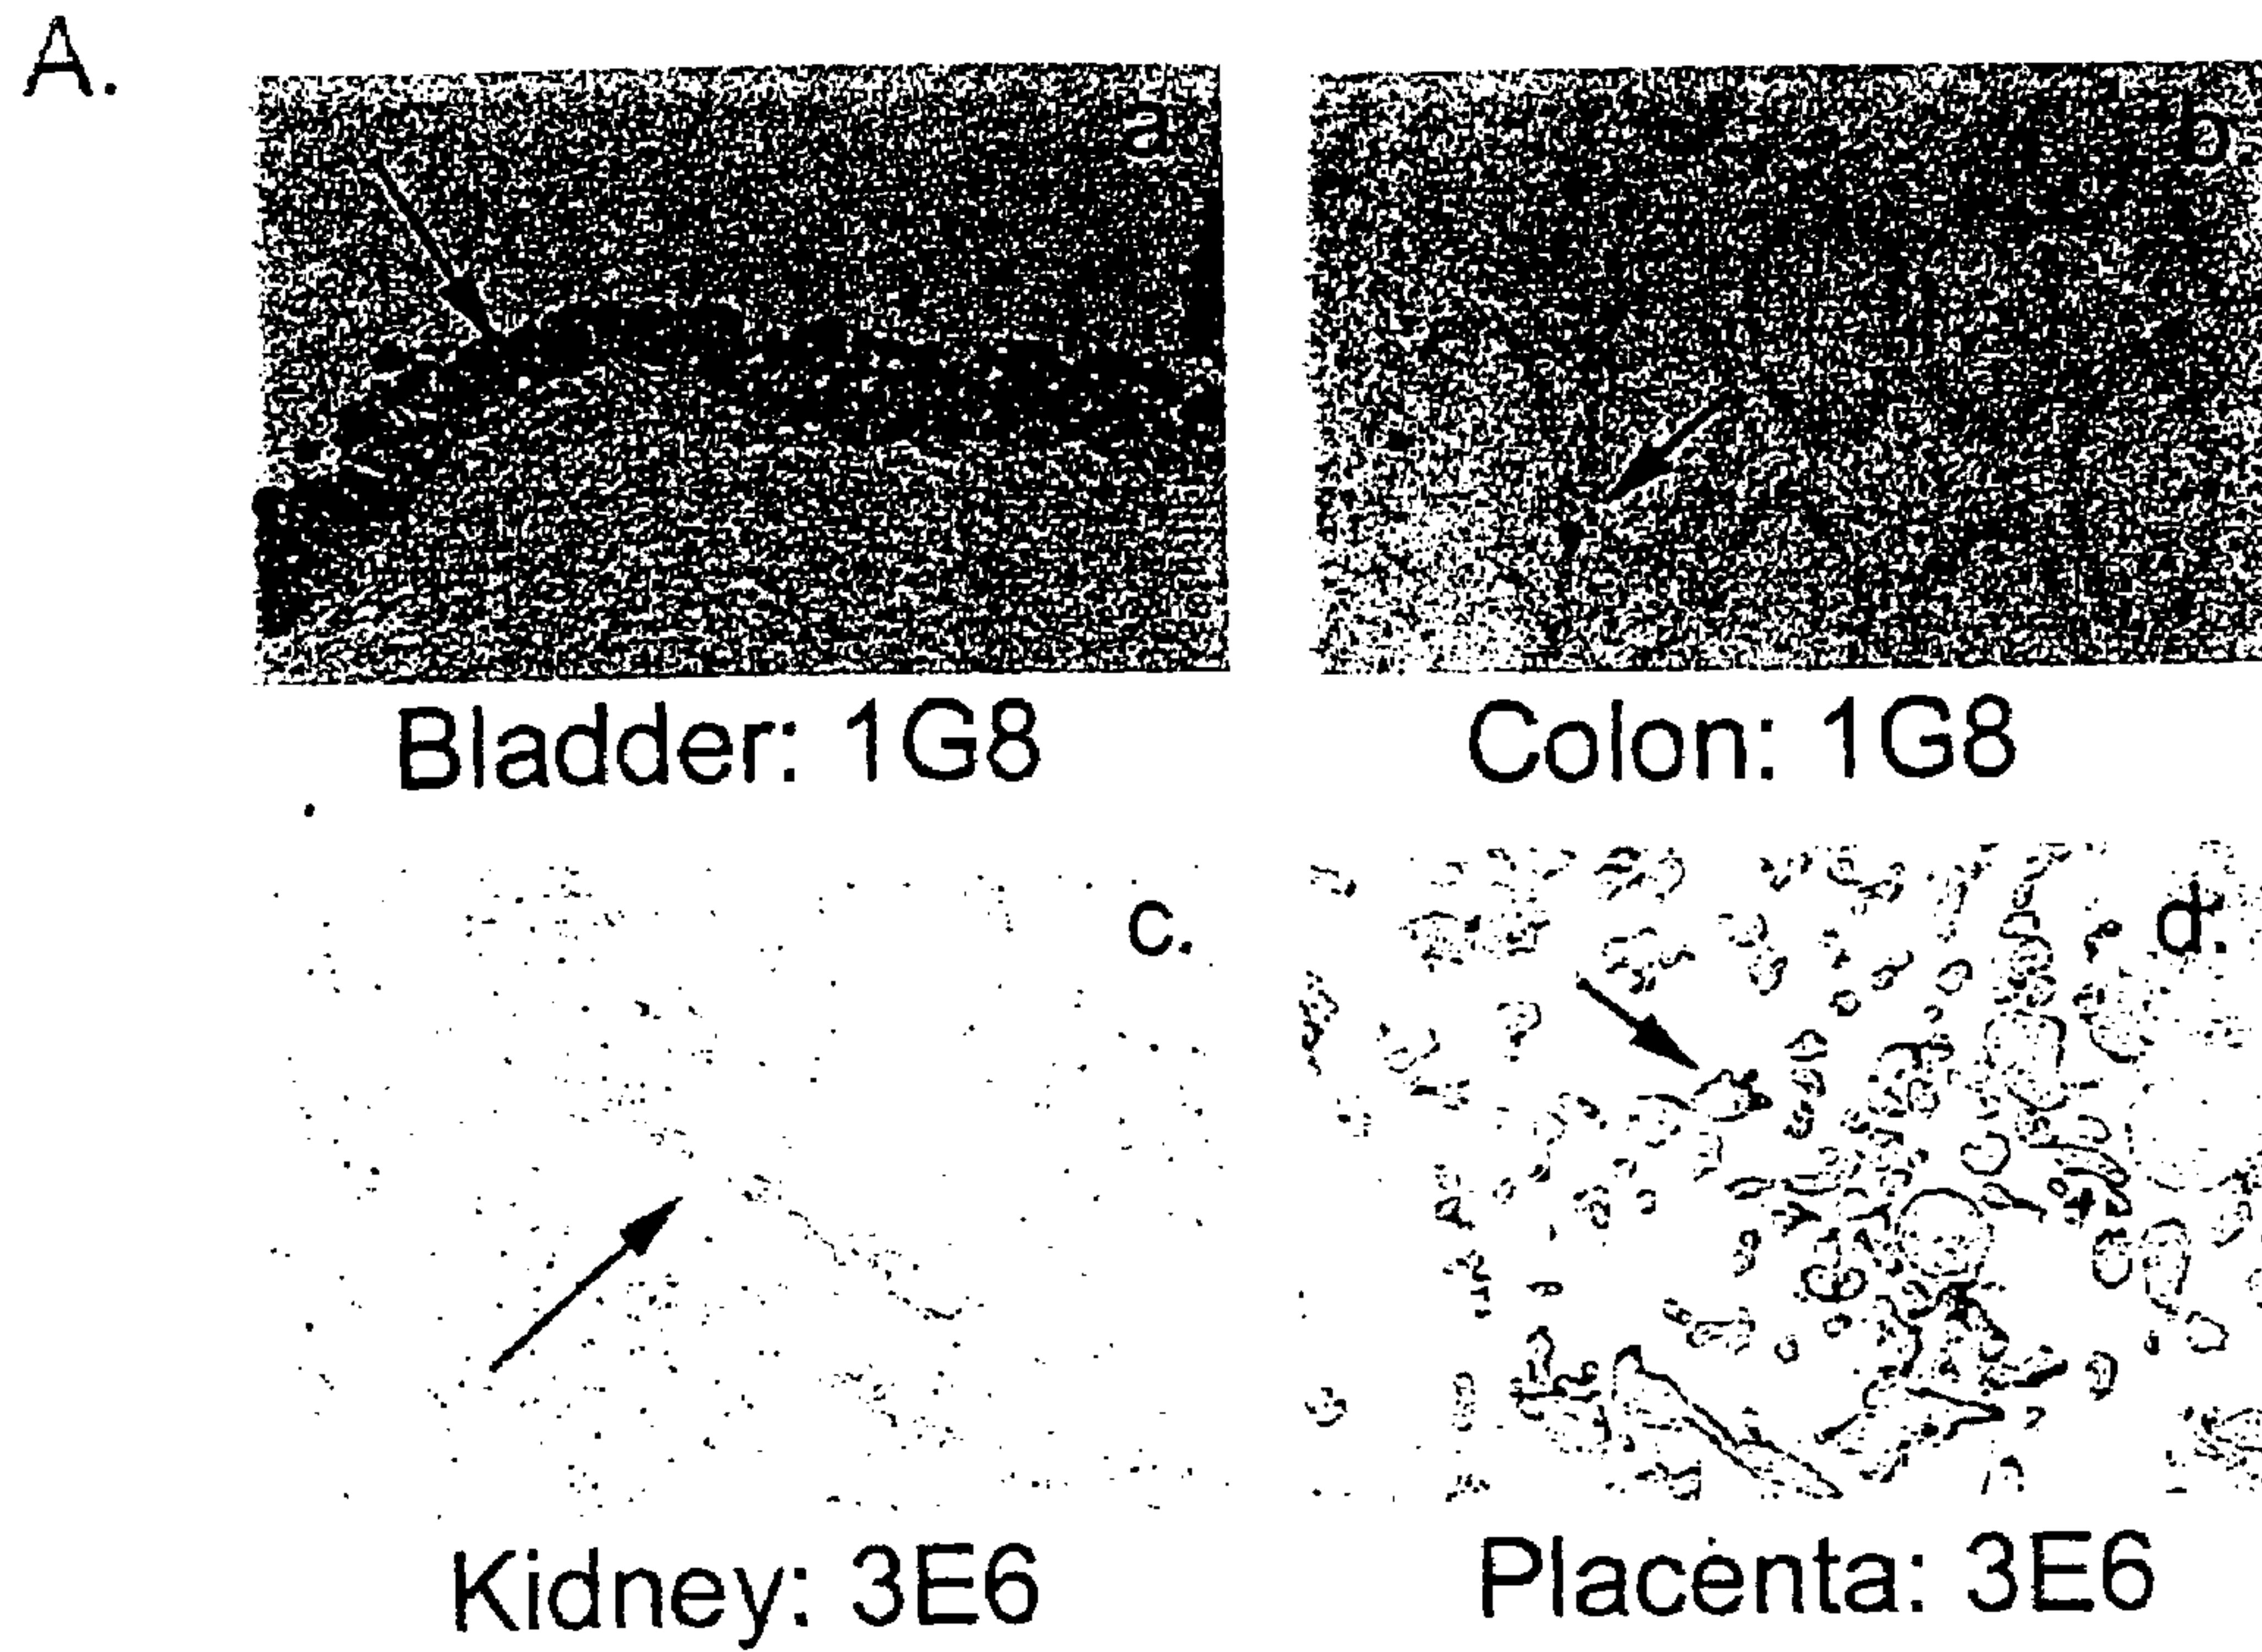 A.
a.
b.
Bladder: 1G8
Colon: 1G8
c.
d.
Kidney: 3E6
Placenta: 3E6